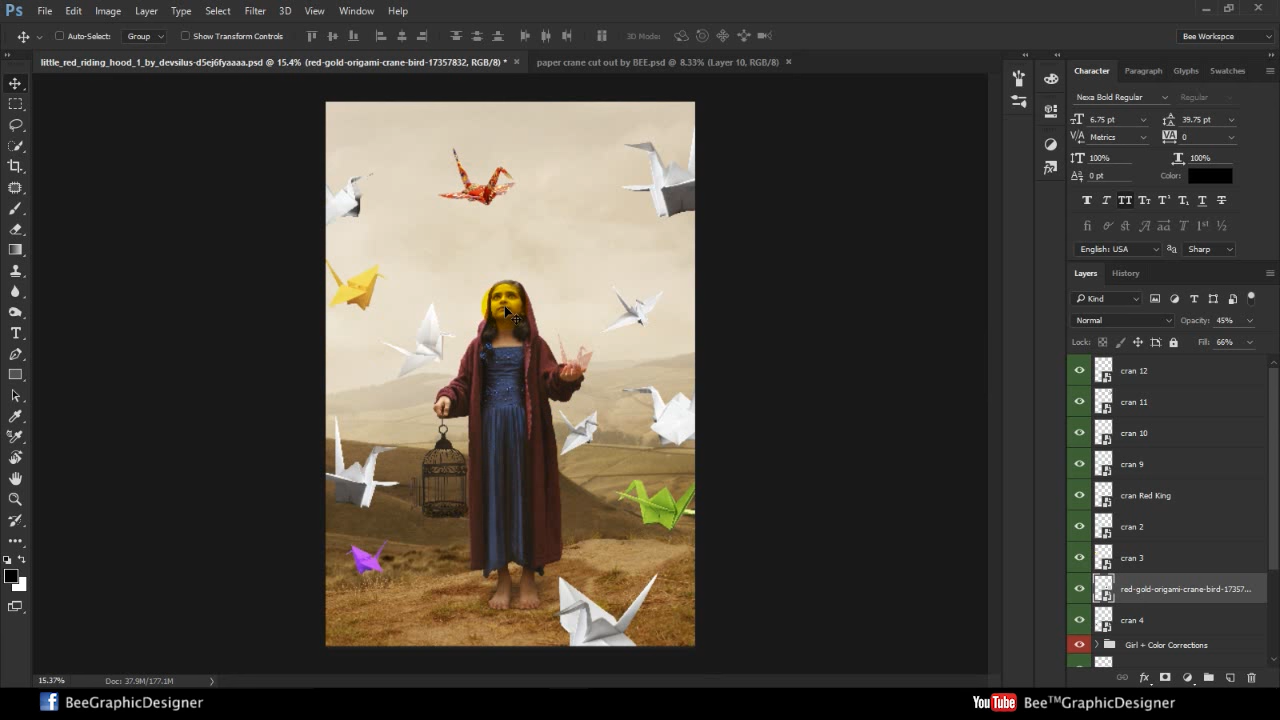 Ps File Edit Image Layer Type Select Filter 3D View Window Help
Auto-Select: Group Show Transform Controls 3D Mode: Bee Workspce
little_red_riding_hood_1_by_devsilus-d5ej6fyaaaa.psd @ 15.4% (red-gold-origami-crane-bird-17357832, RGB/8) * paper crane cut out by BEE.psd @ 8.33% (Layer 10, RGB/8)
Character Paragraph Glyphs Swatches
Nexa Bold Regular Regular
6.75 pt 39.75 pt
Metrics 0
100% 100%
0 pt Color:
English: USA Sharp
Layers History
Kind
Normal Opacity: 45%
Lock: Fill: 66%
cran 12
cran 11
cran 10
cran 9
cran Red King
cran 2
cran 3
red-gold-origami-crane-bird-17357...
cran 4
Girl + Color Corrections
15.37% Doc: 37.9M/177.1M
BeeGraphicDesigner YouTube Bee™GraphicDesigner